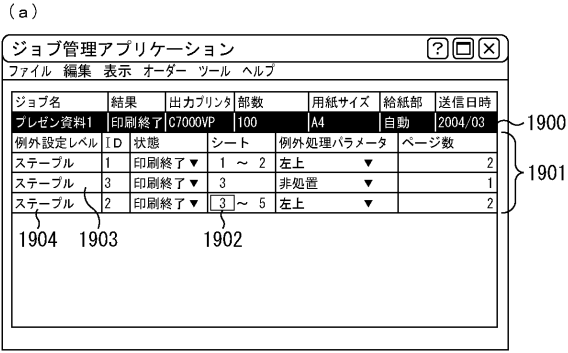 (a)
ジョブ管理アプリケーション ?
ファイル 編集 表示 オーダー ツール ヘルプ
ジョブ名 結果 出力プリンタ 部数 用紙サイズ 給紙部 送信日時
プレゼン資料1 印刷終了 C7000VP 100 A4 自動 2004/03 1900
例外設定レベル ID 状態 シート 例外処理パラメータ ページ数
ステープル 1 印刷終了▼ 1 ~ 2 左上 ▼ 2
ステープル 3 印刷終了▼ 3 非処置 ▼ 1
ステープル 2 印刷終了▼ 3 ~ 5 左上 ▼ 2
1901
1904 1903 1902